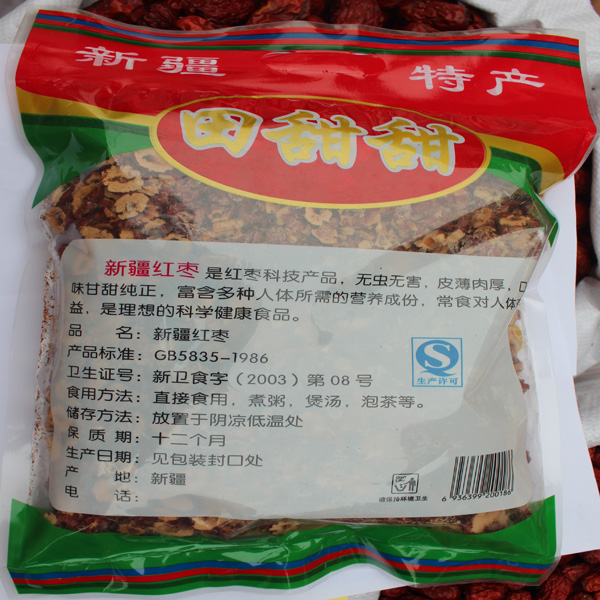 新疆 特产
田甜甜
新疆红枣 是红枣科技产品，无虫无害，皮薄肉厚，口
味甘甜纯正，富含多种人体所需的营养成份，常食对人体
益，是理想的科学健康食品。
品 名：新疆红枣
产品标准：GB5835-1986
卫生证号：新卫食字（2003）第08号
食用方法：直接食用，煮粥，煲汤，泡茶等。
储存方法：放置于阴凉低温处
保质期：十二个月
生产日期：见包装封口处
产 地：新疆
电 话：
生产许可
请保持环境卫生
6 936399 200186